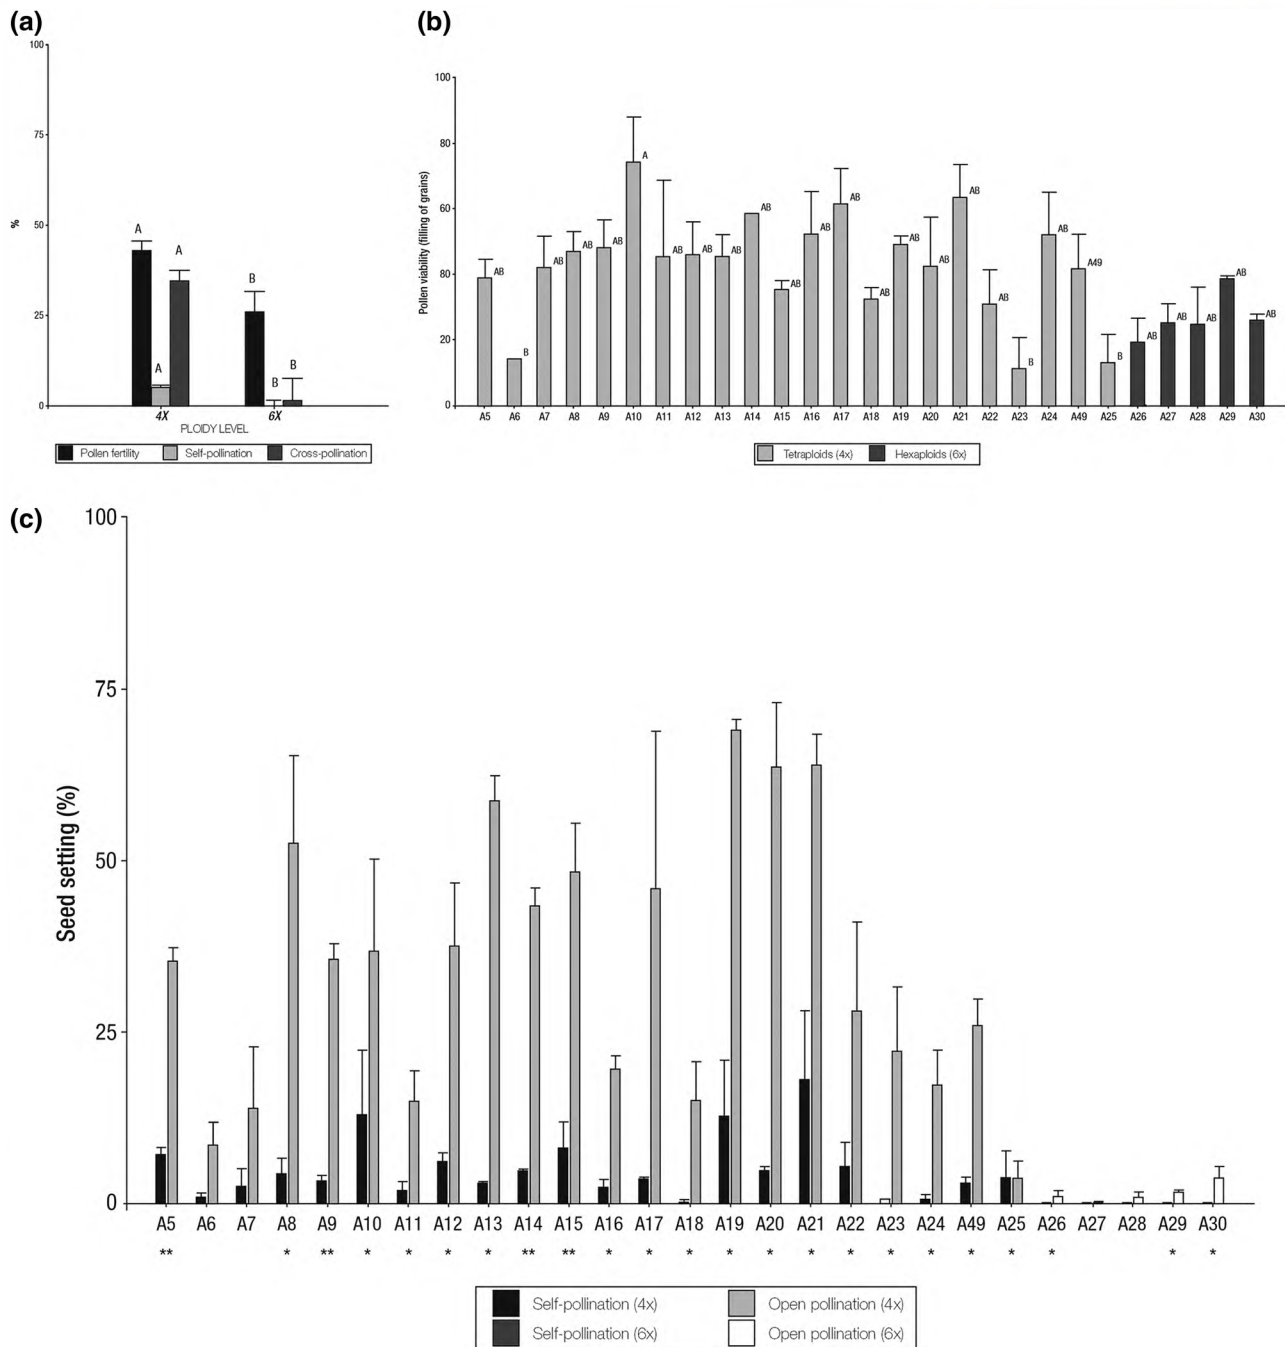 (a)
100
75
50
25
0
%
A
A
A
B
B
B
4X
6X
PLOIDY LEVEL
Pollen fertility
Self-pollination
Cross-pollination
(b)
Pollen viability (filling of grains)
100
80
60
80
20
0
AB
B
AB
AB
AB
A
AB
AB
AB
AB
AB
AB
AB
AB
AB
AB
AB
AB
B
AB
A49
B
AB
AB
AB
AB
AB
A5 A6 A7 A8 A9 A10 A11 A12 A13 A14 A15 A16 A17 A18 A19 A20 A21 A22 A23 A24 A49 A25 A26 A27 A28 A29 A30
Tetraploids (4x)
Hexaploids (6x)
(c)
Seed setting (%)
100
75
50
25
0
A5 A6 A7 A8 A9 A10 A11 A12 A13 A14 A15 A16 A17 A18 A19 A20 A21 A22 A23 A24 A49 A25 A26 A27 A28 A29 A30
** * ** * * * * ** ** * * * * * * * * * * * * * *
Self-pollination (4x)
Open pollination (4x)
Self-pollination (6x)
Open pollination (6x)